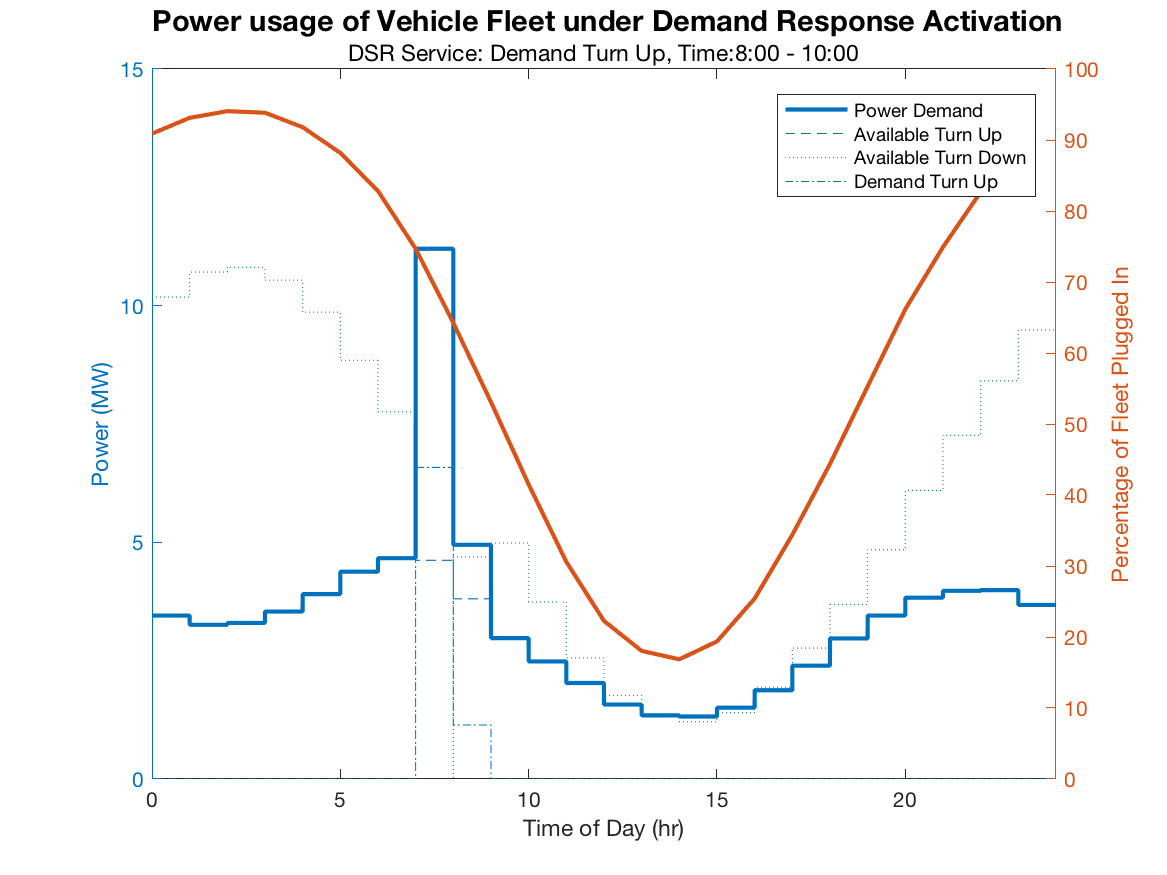 Power usage of Vehicle Fleet under Demand Response Activation
DSR Service: Demand Turn Up, Time:8:00 - 10:00
15
10
5
0
Power (MW)
Power Demand
Available Turn Up
Available Turn Down
Demand Turn Up
100
90
80
70
60
50
40
30
20
10
0
Percentage of Fleet Plugged In
0
5
10
15
20
Time of Day (hr)